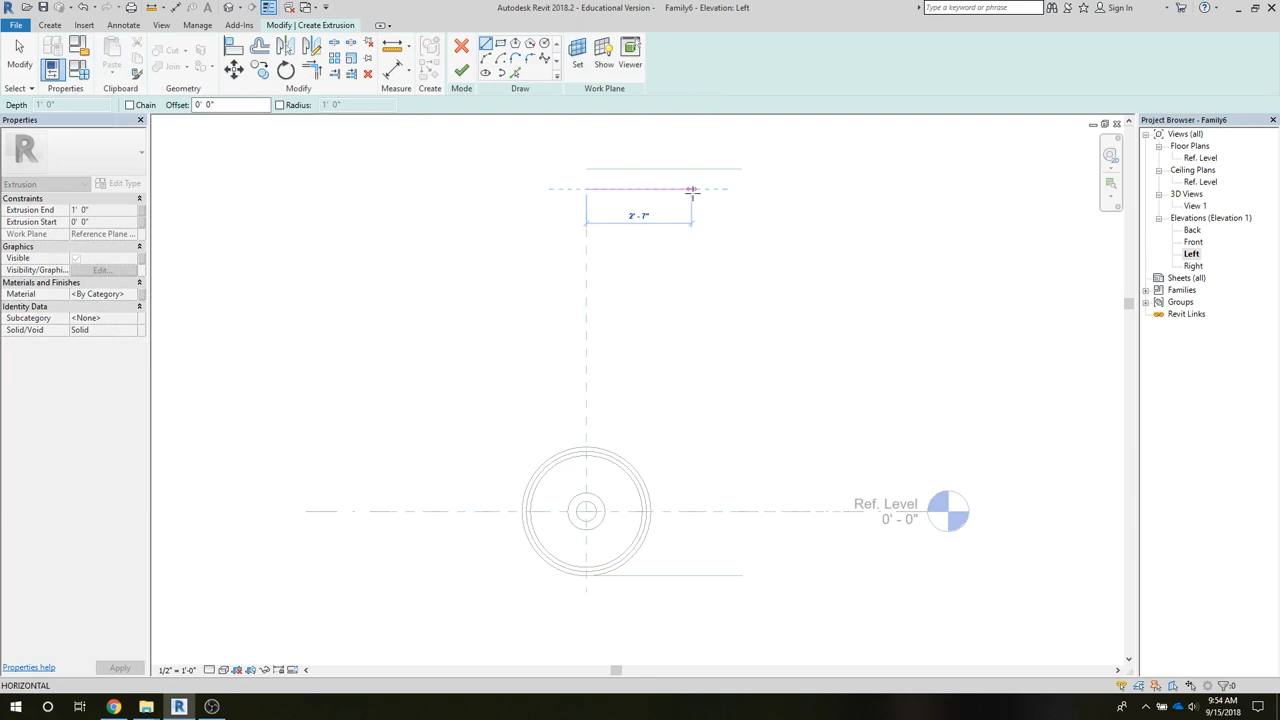 Autodesk Revit 2018.2 - Educational Version - Family6 - Elevation: Left
Type a keyword or phrase
Sign In
File
Create
Insert
Annotate
View
Manage
Add-Ins
Modify | Create Extrusion
Modify
Paste
Cut
Join
Create
Set
Show
Viewer
Select
Properties
Clipboard
Geometry
Modify
Measure
Create
Mode
Draw
Work Plane
Depth 1' 0"
Chain
Offset: 0' 0"
Radius: 1' 0"
Properties
Extrusion
Edit Type
Constraints
Extrusion End 1' 0"
Extrusion Start 0' 0"
Work Plane Reference Plane ...
Graphics
Visible
Visibility/Graphi... Edit...
Materials and Finishes
Material <By Category>
Identity Data
Subcategory <None>
Solid/Void Solid
Properties help
Apply
2' - 7"
Ref. Level
0' - 0"
Project Browser - Family6
Views (all)
Floor Plans
Ref. Level
Ceiling Plans
Ref. Level
3D Views
View 1
Elevations (Elevation 1)
Back
Front
Left
Right
Sheets (all)
Families
Groups
Revit Links
1/2" = 1'-0"
HORIZONTAL
:0
9:54 AM
9/15/2018